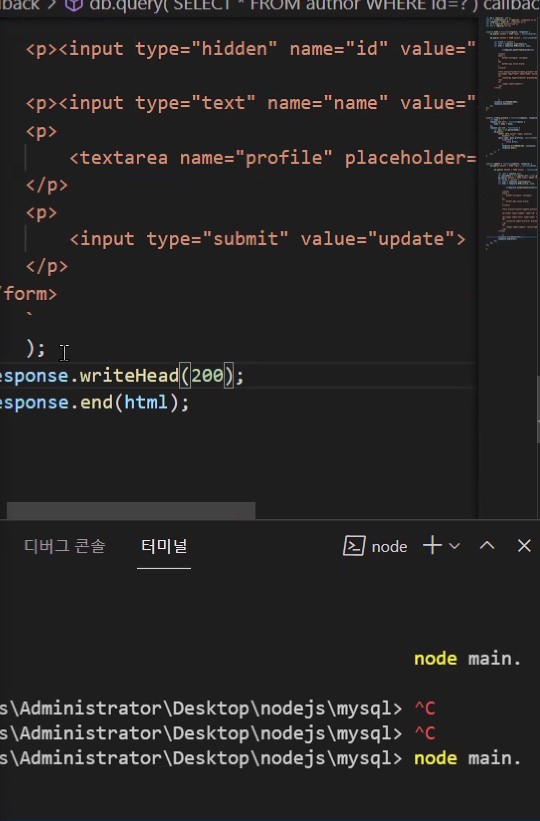 lback > db.query(`SELECT * FROM author WHERE id=?`) callbac
<p><input type="hidden" name="id" value="
<p><input type="text" name="name" value="
<p>
<textarea name="profile" placeholder=
</p>
<p>
<input type="submit" value="update">
</p>
/form>
`
);
esponse.writeHead(200);
esponse.end(html);
디버그 콘솔 터미널 node
node main.
s\Administrator\Desktop\nodejs\mysql> ^C
s\Administrator\Desktop\nodejs\mysql> ^C
s\Administrator\Desktop\nodejs\mysql> node main.